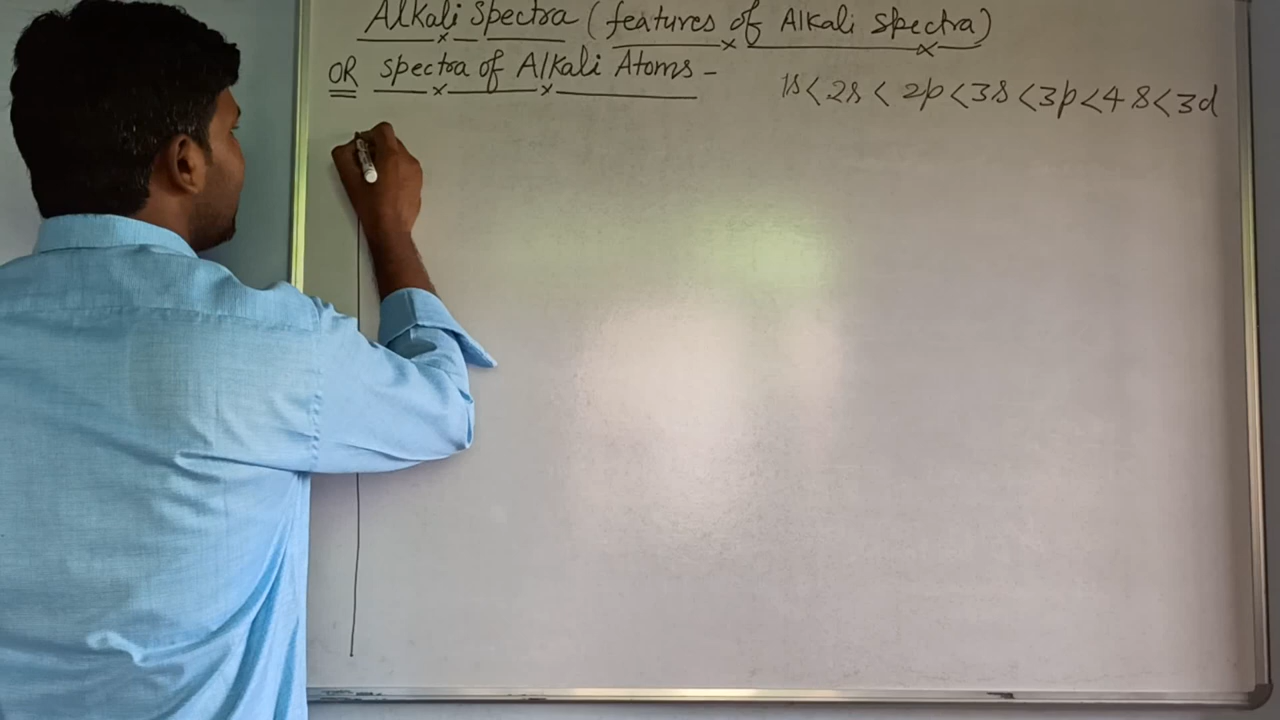 Alkali Spectra (features of Alkali Spectra)
OR spectra of Alkali Atoms -
1s < 2s < 2p < 3s < 3p < 4s < 3d